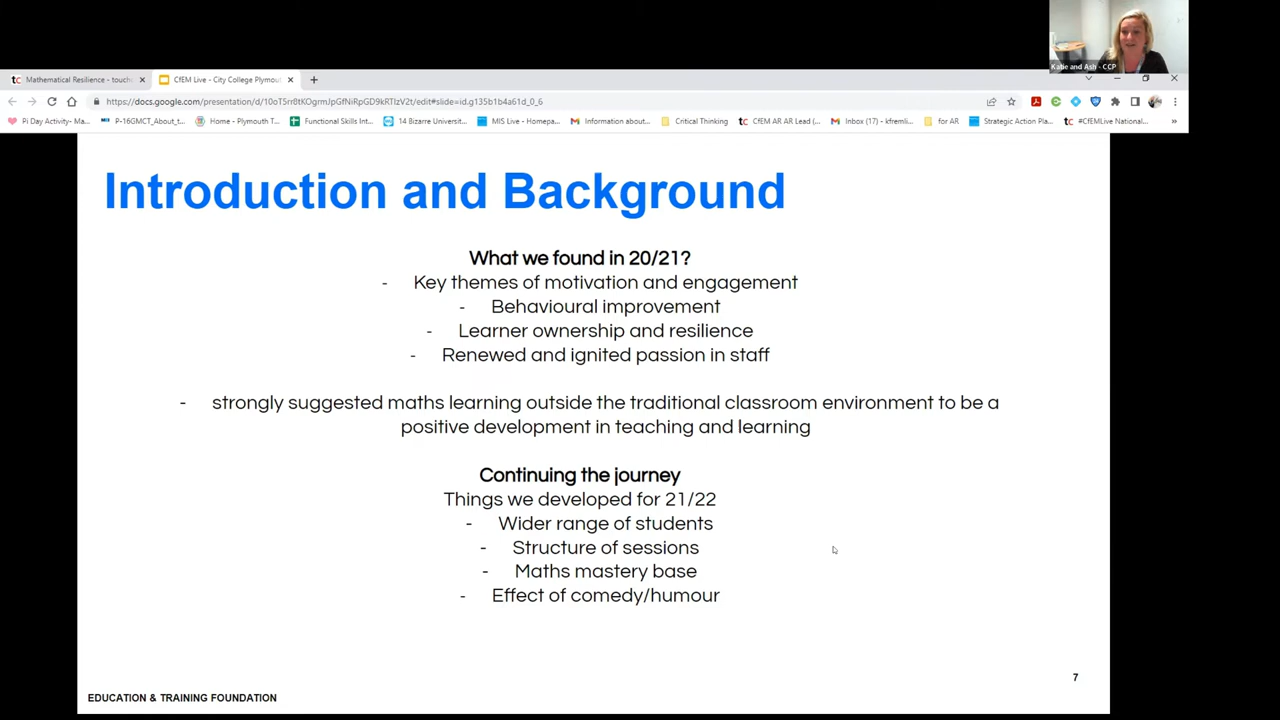 Katie and Ash - CCP
Mathematical Resilience - touchc
CfEM Live - City College Plymou
https://docs.google.com/presentation/d/10oT5rr8tKOgrmJpGfNiRpGD9kRTlzV2t/edit#slide=id.g135b1b4a61d_0_6
Pi Day Activity- Ma...
P-16GMCT_About_t...
Home - Plymouth T...
Functional Skills Int...
14 Bizarre Universit...
MIS Live - Homepa...
Information about...
Critical Thinking
CfEM AR AR Lead (...
Inbox (17) - kfremli...
for AR
Strategic Action Pla...
#CfEMLive National...
Introduction and Background
What we found in 20/21?
- Key themes of motivation and engagement
- Behavioural improvement
- Learner ownership and resilience
- Renewed and ignited passion in staff
- strongly suggested maths learning outside the traditional classroom environment to be a
positive development in teaching and learning
Continuing the journey
Things we developed for 21/22
- Wider range of students
- Structure of sessions
- Maths mastery base
- Effect of comedy/humour
7
EDUCATION & TRAINING FOUNDATION